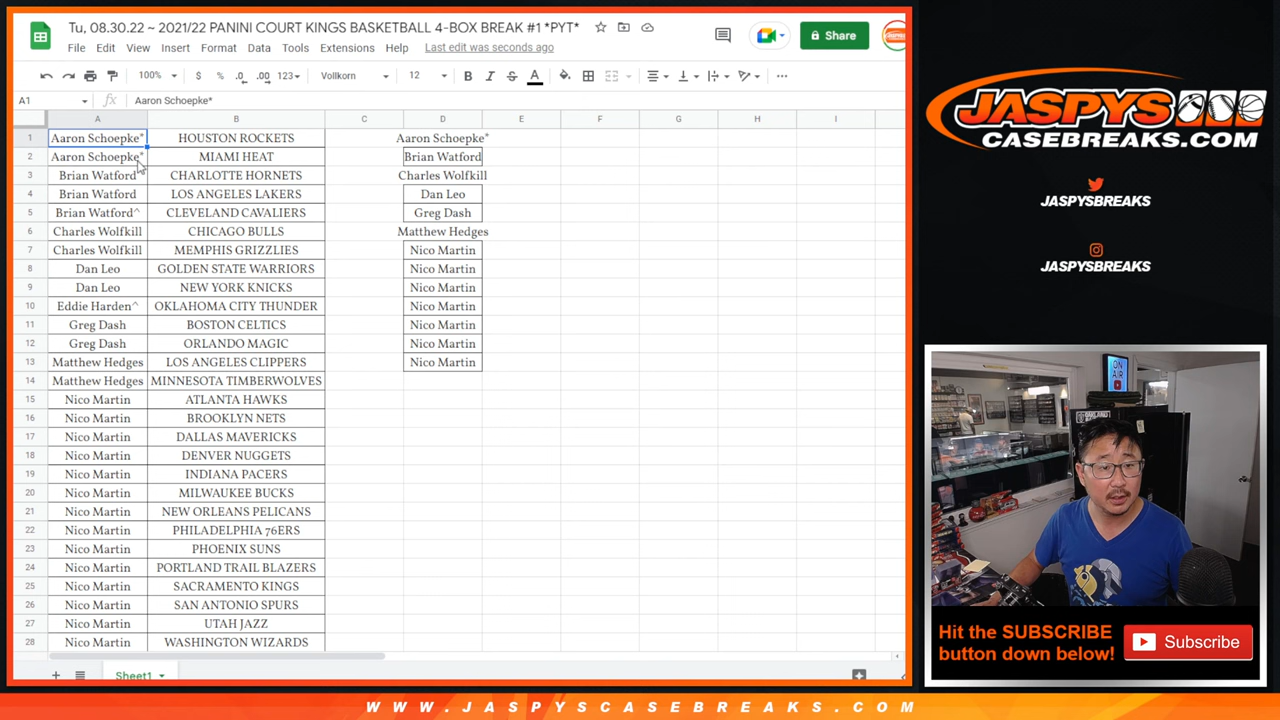 Tu, 08.30.22 ~ 2021/22 PANINI COURT KINGS BASKETBALL 4-BOX BREAK #1 *PYT*
Share
File Edit View Insert Format Data Tools Extensions Help Last edit was seconds ago
100% $ % .0 .00 123 Vollkorn 12 B I S A
A1 fx Aaron Schoepke*
A B C D E F G H I
1 Aaron Schoepke* HOUSTON ROCKETS Aaron Schoepke*
2 Aaron Schoepke* MIAMI HEAT Brian Watford
3 Brian Watford CHARLOTTE HORNETS Charles Wolfkill
4 Brian Watford LOS ANGELES LAKERS Dan Leo
5 Brian Watford^ CLEVELAND CAVALIERS Greg Dash
6 Charles Wolfkill CHICAGO BULLS Matthew Hedges
7 Charles Wolfkill MEMPHIS GRIZZLIES Nico Martin
8 Dan Leo GOLDEN STATE WARRIORS Nico Martin
9 Dan Leo NEW YORK KNICKS Nico Martin
10 Eddie Harden^ OKLAHOMA CITY THUNDER Nico Martin
11 Greg Dash BOSTON CELTICS Nico Martin
12 Greg Dash ORLANDO MAGIC Nico Martin
13 Matthew Hedges LOS ANGELES CLIPPERS Nico Martin
14 Matthew Hedges MINNESOTA TIMBERWOLVES
15 Nico Martin ATLANTA HAWKS
16 Nico Martin BROOKLYN NETS
17 Nico Martin DALLAS MAVERICKS
18 Nico Martin DENVER NUGGETS
19 Nico Martin INDIANA PACERS
20 Nico Martin MILWAUKEE BUCKS
21 Nico Martin NEW ORLEANS PELICANS
22 Nico Martin PHILADELPHIA 76ERS
23 Nico Martin PHOENIX SUNS
24 Nico Martin PORTLAND TRAIL BLAZERS
25 Nico Martin SACRAMENTO KINGS
26 Nico Martin SAN ANTONIO SPURS
27 Nico Martin UTAH JAZZ
28 Nico Martin WASHINGTON WIZARDS
Sheet1
JASPYS
CASEBREAKS.COM
JASPYSBREAKS
JASPYSBREAKS
ON
AIR
Hit the SUBSCRIBE
button down below!
Subscribe
WWW.JASPYSCASEBREAKS.COM